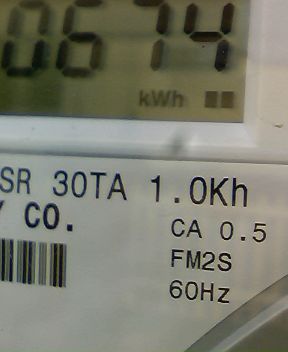 0674
kWh
SR 30TA 1.0Kh
Y CO.
CA 0.5
FM2S
60Hz